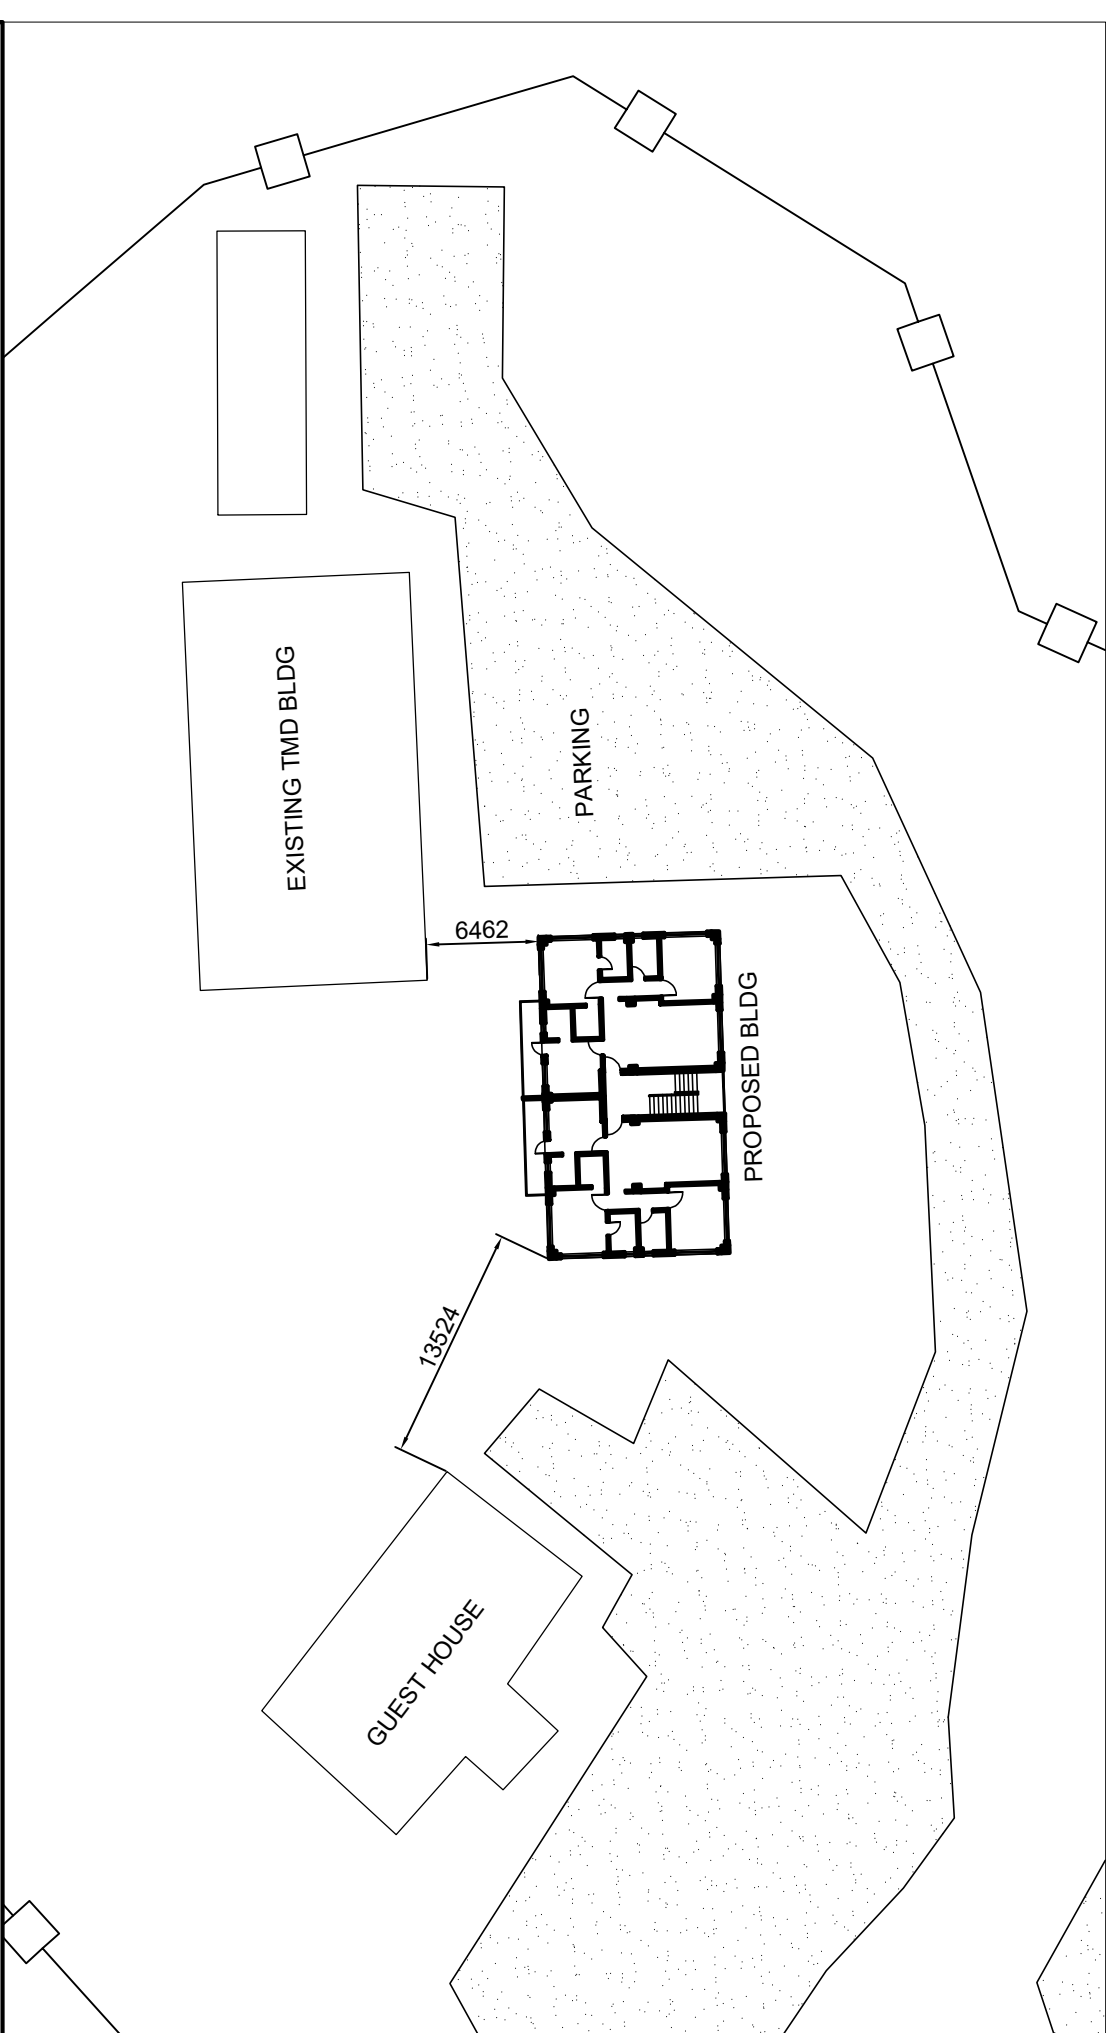 EXISTING TMD BLDG
PARKING
6462
PROPOSED BLDG
13524
GUEST HOUSE